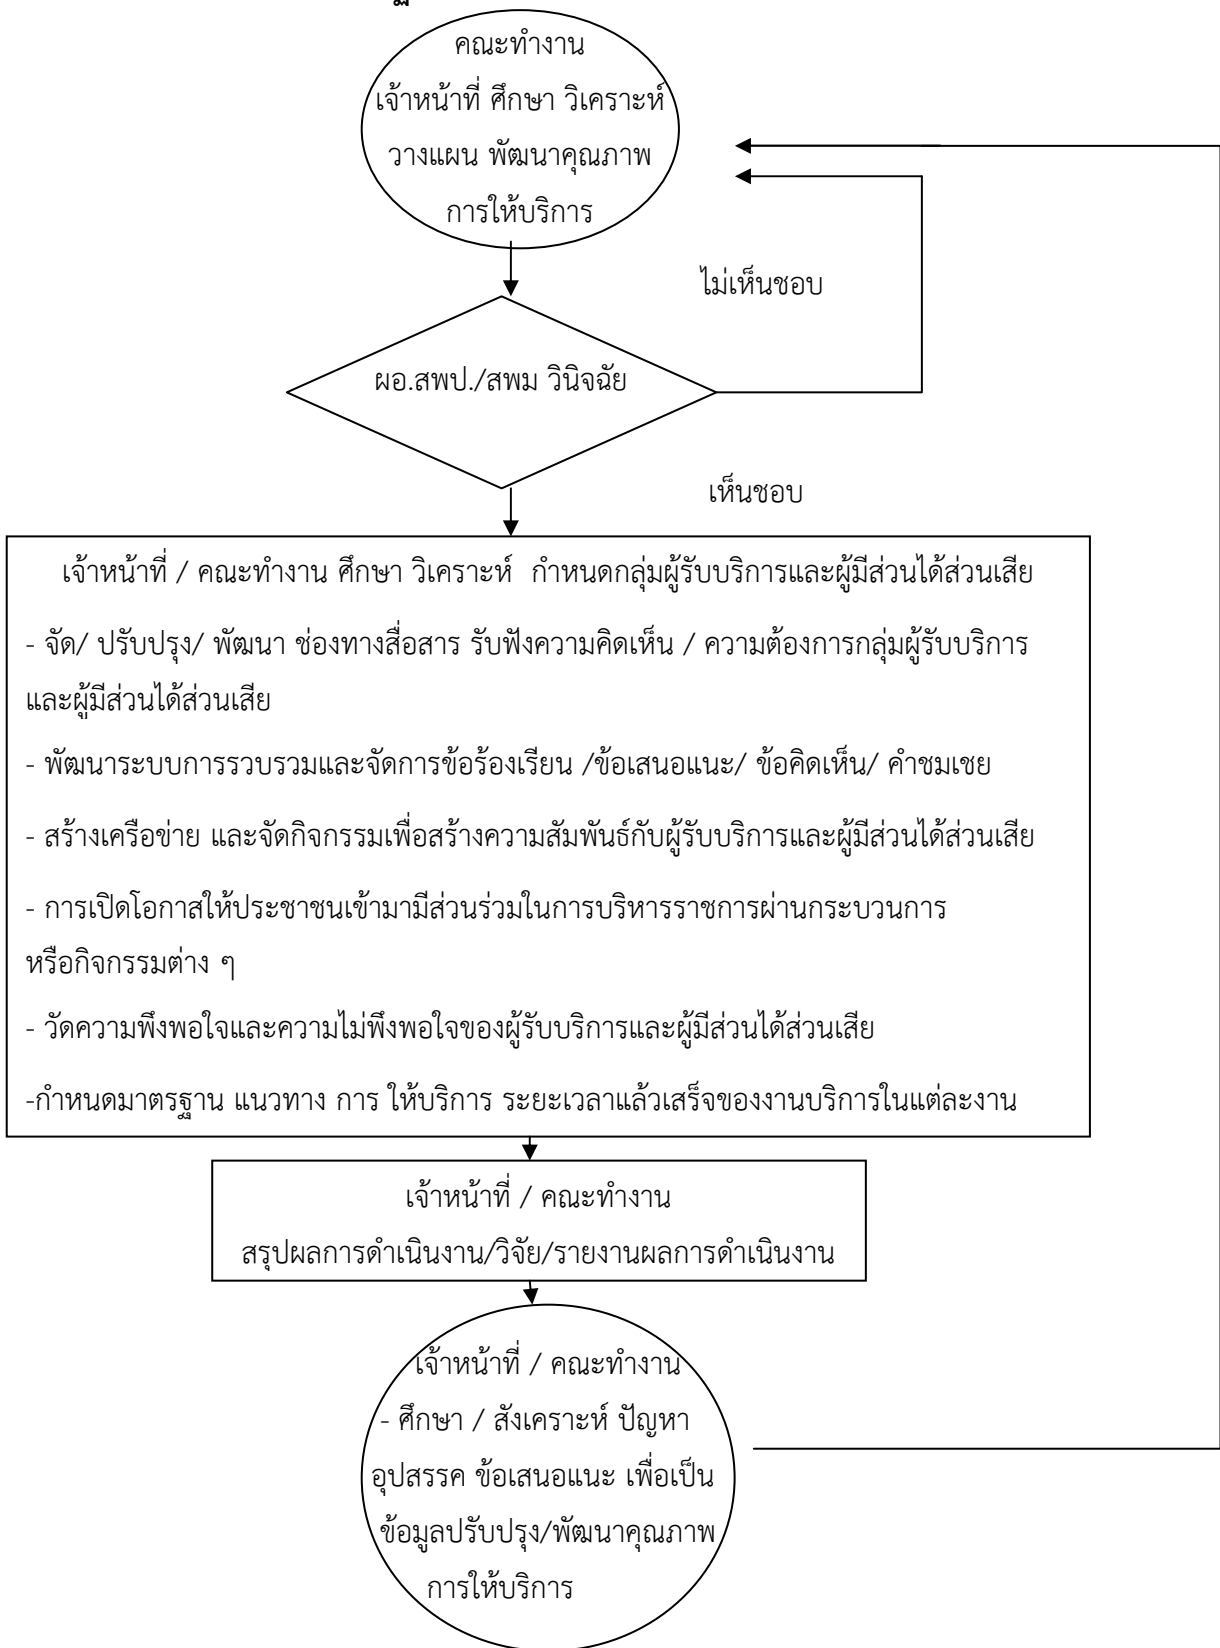 คณะทำงาน
เจ้าหน้าที่ ศึกษา วิเคราะห์
วางแผน พัฒนาคุณภาพ
การให้บริการ
ไม่เห็นชอบ
ผอ.สพป./สพม วินิจฉัย
เห็นชอบ
เจ้าหน้าที่ / คณะทำงาน ศึกษา วิเคราะห์ กำหนดกลุ่มผู้รับบริการและผู้มีส่วนได้ส่วนเสีย
- จัด/ ปรับปรุง/ พัฒนา ช่องทางสื่อสาร รับฟังความคิดเห็น / ความต้องการกลุ่มผู้รับบริการ
และผู้มีส่วนได้ส่วนเสีย
- พัฒนาระบบการรวบรวมและจัดการข้อร้องเรียน /ข้อเสนอแนะ/ ข้อคิดเห็น/ คำชมเชย
- สร้างเครือข่าย และจัดกิจกรรมเพื่อสร้างความสัมพันธ์กับผู้รับบริการและผู้มีส่วนได้ส่วนเสีย
- การเปิดโอกาสให้ประชาชนเข้ามามีส่วนร่วมในการบริหารราชการผ่านกระบวนการ
หรือกิจกรรมต่าง ๆ
- วัดความพึงพอใจและความไม่พึงพอใจของผู้รับบริการและผู้มีส่วนได้ส่วนเสีย
-กำหนดมาตรฐาน แนวทาง การ ให้บริการ ระยะเวลาแล้วเสร็จของงานบริการในแต่ละงาน
เจ้าหน้าที่ / คณะทำงาน
สรุปผลการดำเนินงาน/วิจัย/รายงานผลการดำเนินงาน
เจ้าหน้าที่ / คณะทำงาน
- ศึกษา / สังเคราะห์ ปัญหา
อุปสรรค ข้อเสนอแนะ เพื่อเป็น
ข้อมูลปรับปรุง/พัฒนาคุณภาพ
การให้บริการ